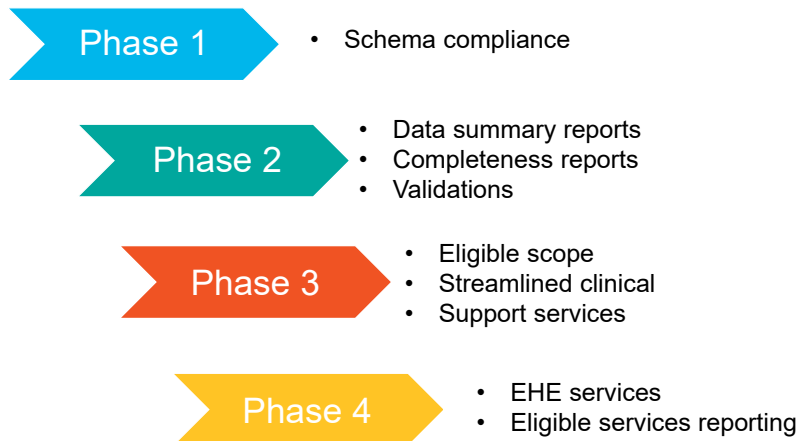 Phase 1
• Schema compliance
Phase 2
• Data summary reports
• Completeness reports
• Validations
Phase 3
• Eligible scope
• Streamlined clinical
• Support services
Phase 4
• EHE services
• Eligible services reporting